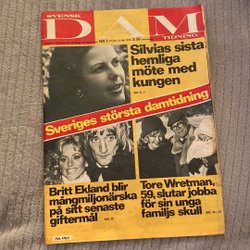 SVENSK
DAM
TIDNING
Silvias sista
hemliga
möte med
kungen
Sveriges största damtidning
Britt Ekland blir
mångmiljonärska
på sitt senaste
giftermål
Tore Wretman,
59, slutar jobba
för sin unga
familjs skull